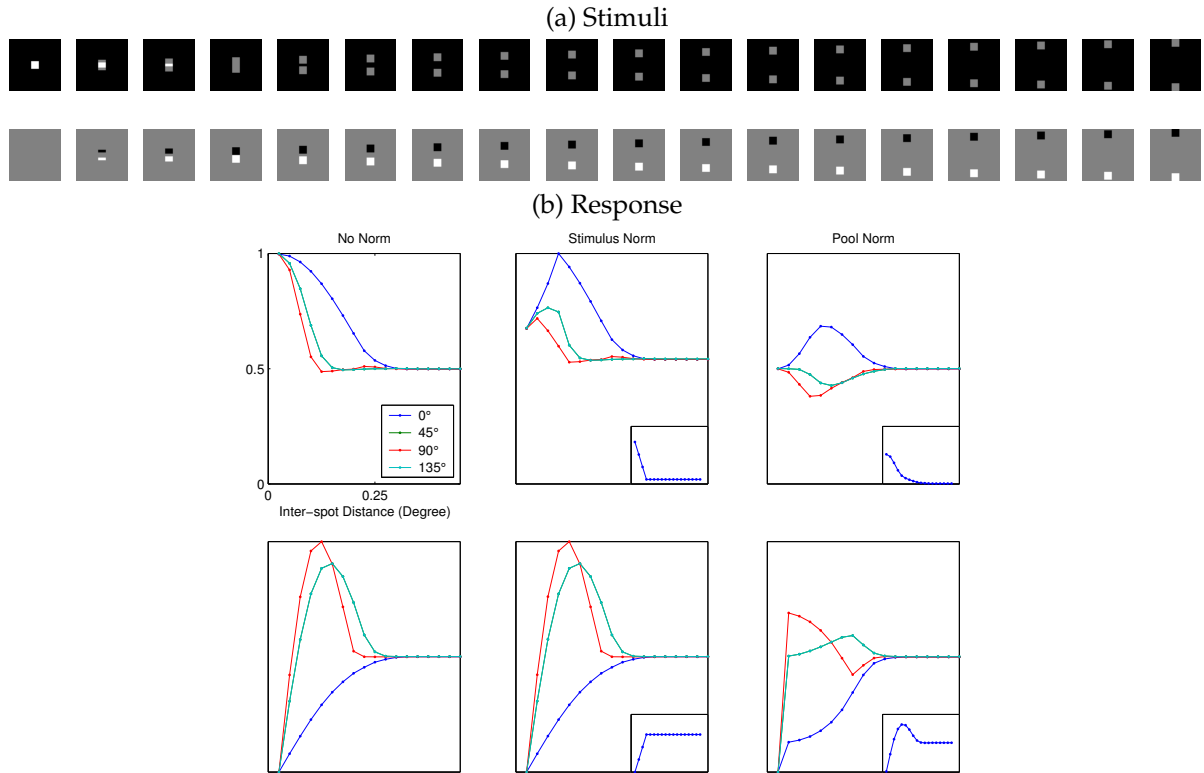 (a) Stimuli
(b) Response
No Norm
Stimulus Norm
Pool Norm
1
0.5
0
0°
45°
90°
135°
0
0.25
Inter−spot Distance (Degree)